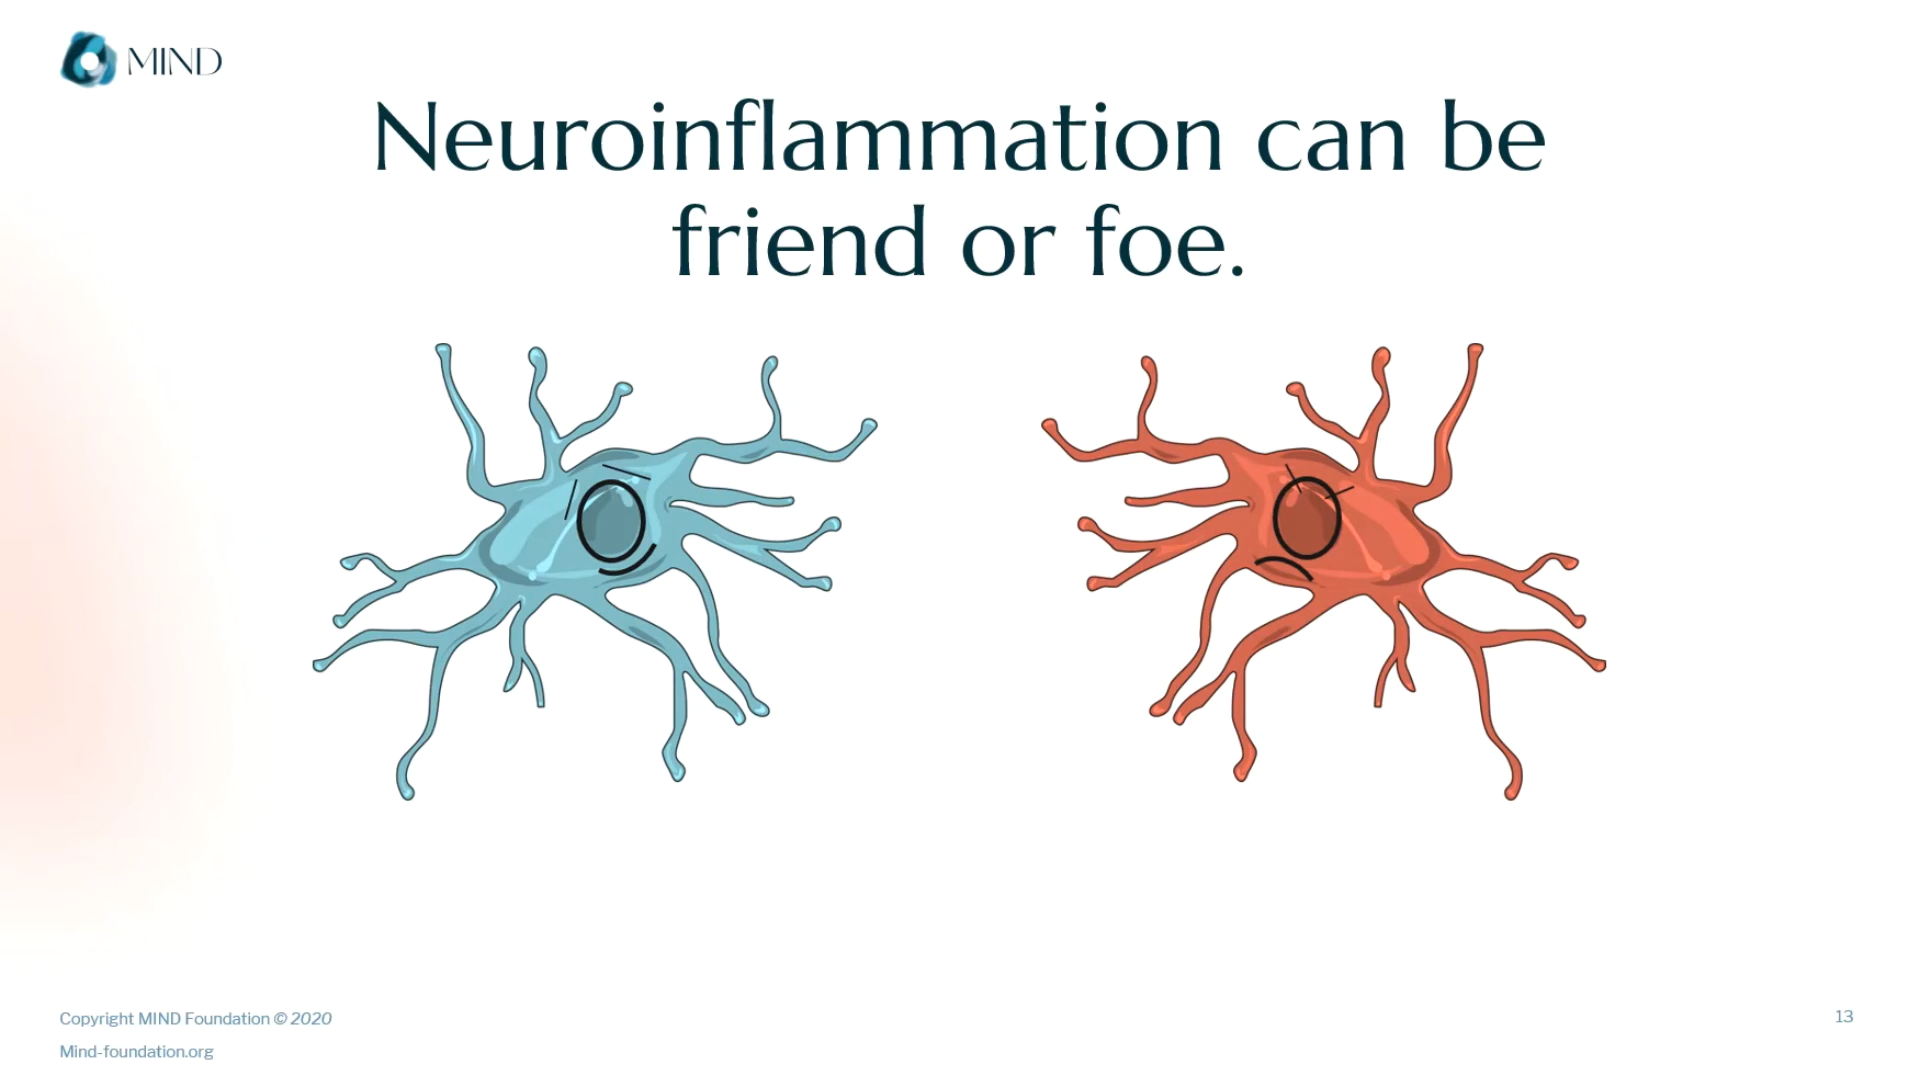 MIND
Neuroinflammation can be
friend or foe.
Copyright MIND Foundation © 2020
13
Mind-foundation.org